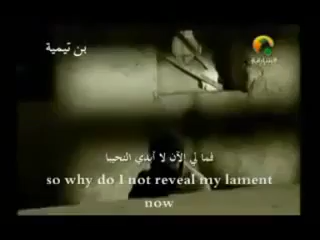 بن تيمية
فما لي الآن لا أبدي النحيبا
so why do I not reveal my lament
now